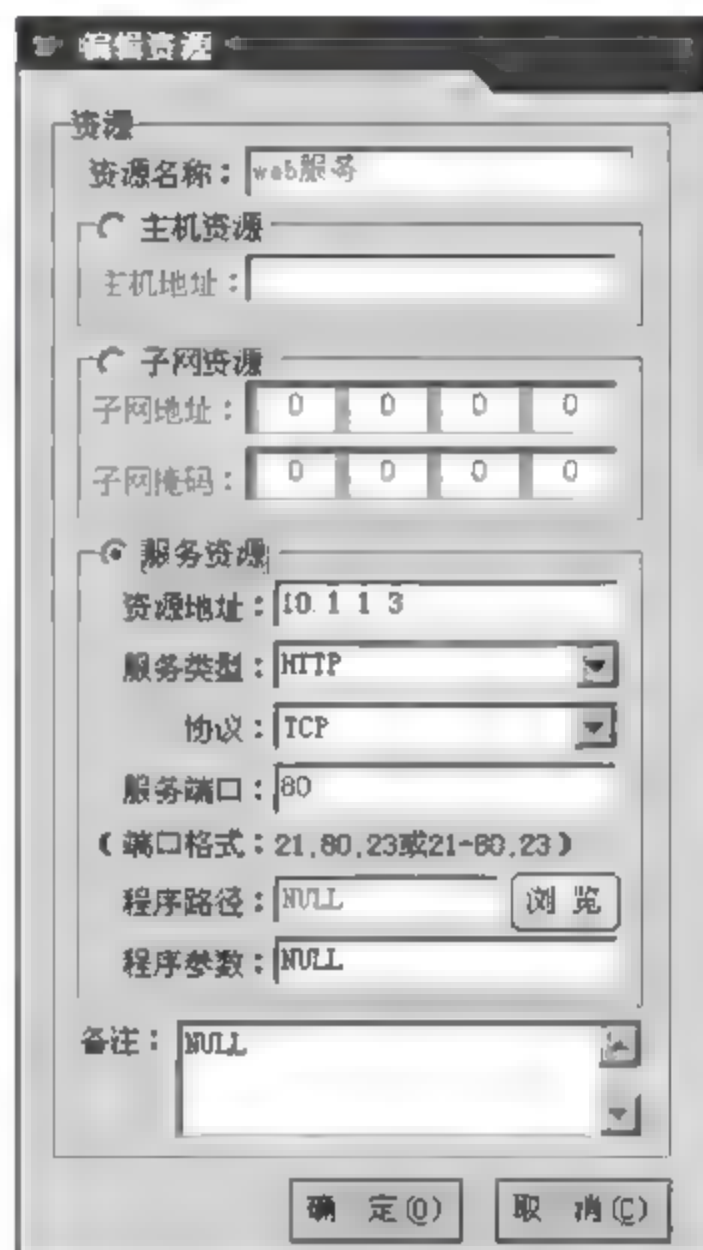 编辑资源
资源
资源名称：web服务
主机资源
主机地址：
子网资源
子网地址：0 0 0 0
子网掩码：0 0 0 0
服务资源
资源地址：10 1 1 3
服务类型：HTTP
协议：TCP
服务端口：80
(端口格式：21,80,23或21-80,23)
程序路径：NULL 浏览
程序参数：NULL
备注：NULL
确 定(O) 取 消(C)